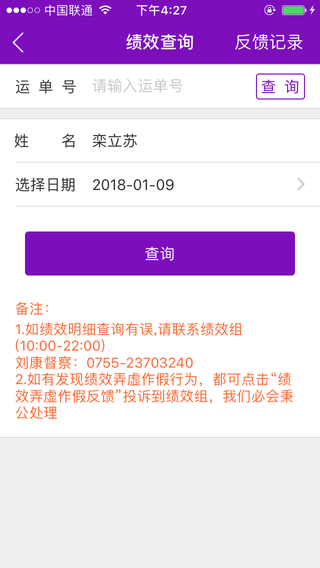 中国联通 下午4:27
绩效查询 反馈记录
运单号 请输入运单号 查询
姓名 栾立苏
选择日期 2018-01-09
查询
备注：
1.如绩效明细查询有误,请联系绩效组
(10:00-22:00)
刘康督察：0755-23703240
2.如有发现绩效弄虚作假行为，都可点击“绩
效弄虚作假反馈”投诉到绩效组，我们必会秉
公处理